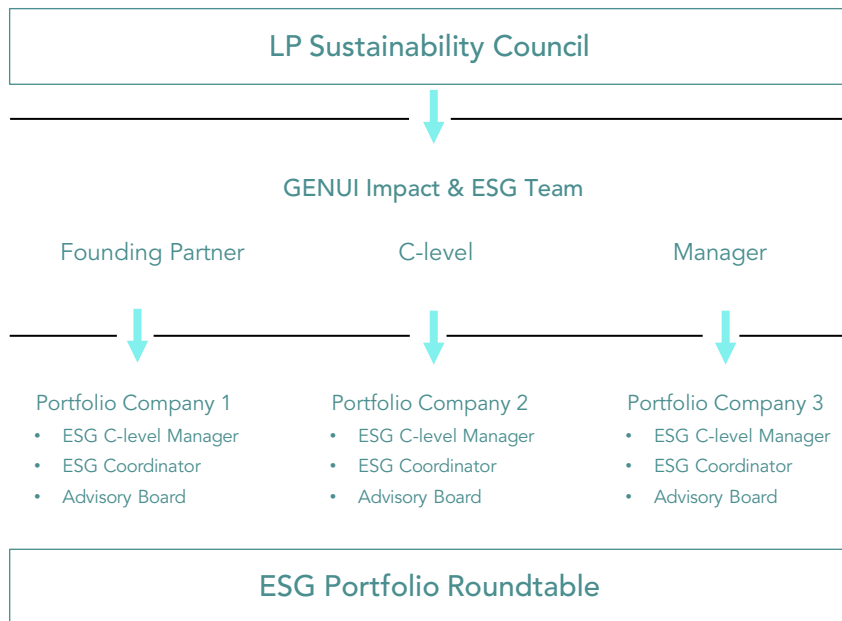 LP Sustainability Council
GENUI Impact & ESG Team
Founding Partner
C-level
Manager
Portfolio Company 1
• ESG C-level Manager
• ESG Coordinator
• Advisory Board
Portfolio Company 2
• ESG C-level Manager
• ESG Coordinator
• Advisory Board
Portfolio Company 3
• ESG C-level Manager
• ESG Coordinator
• Advisory Board
ESG Portfolio Roundtable